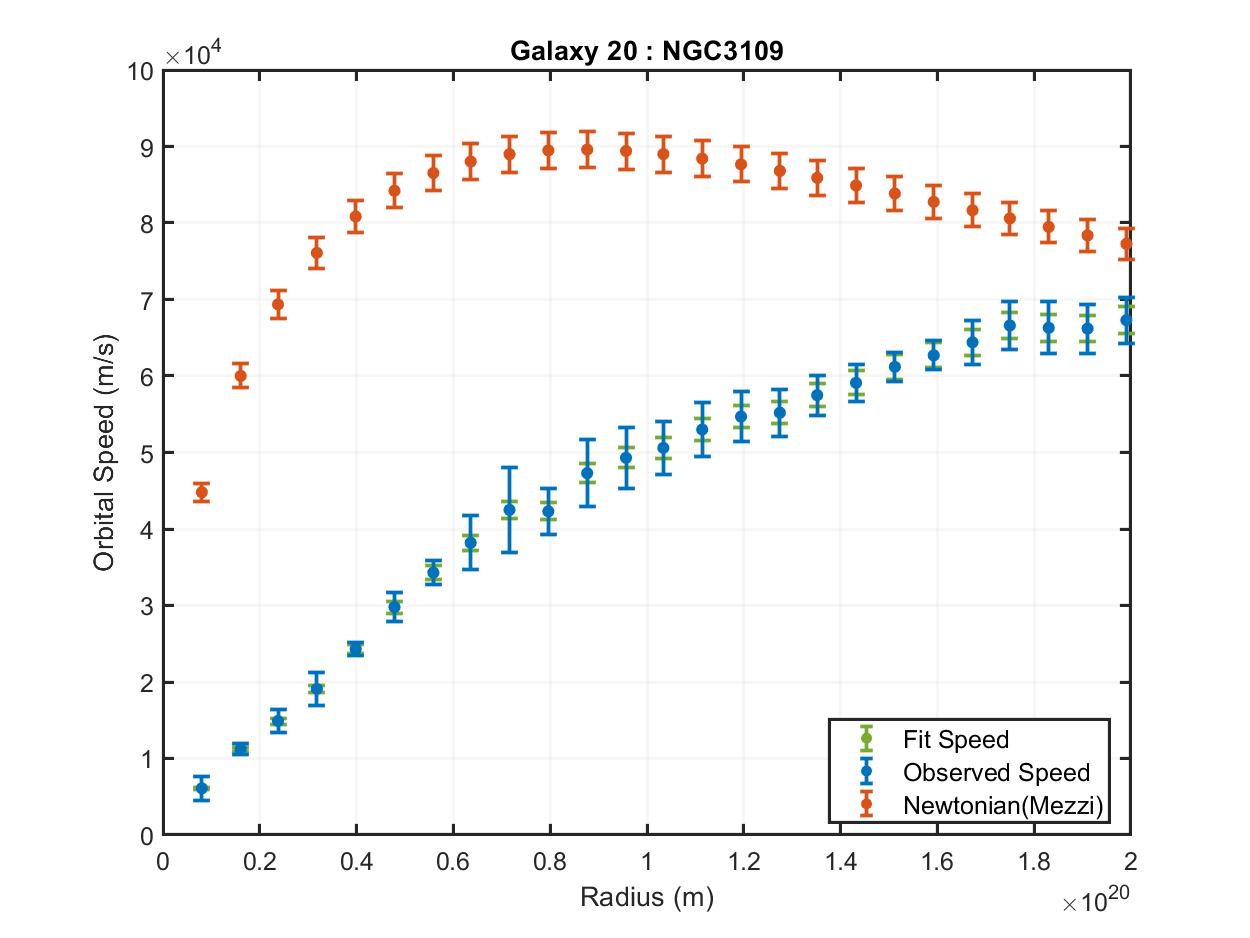 Galaxy 20 : NGC3109
×10^4
10
9
8
7
6
5
4
3
2
1
0
Orbital Speed (m/s)
Fit Speed
Observed Speed
Newtonian(Mezzi)
0 0.2 0.4 0.6 0.8 1 1.2 1.4 1.6 1.8 2
Radius (m)
×10^20